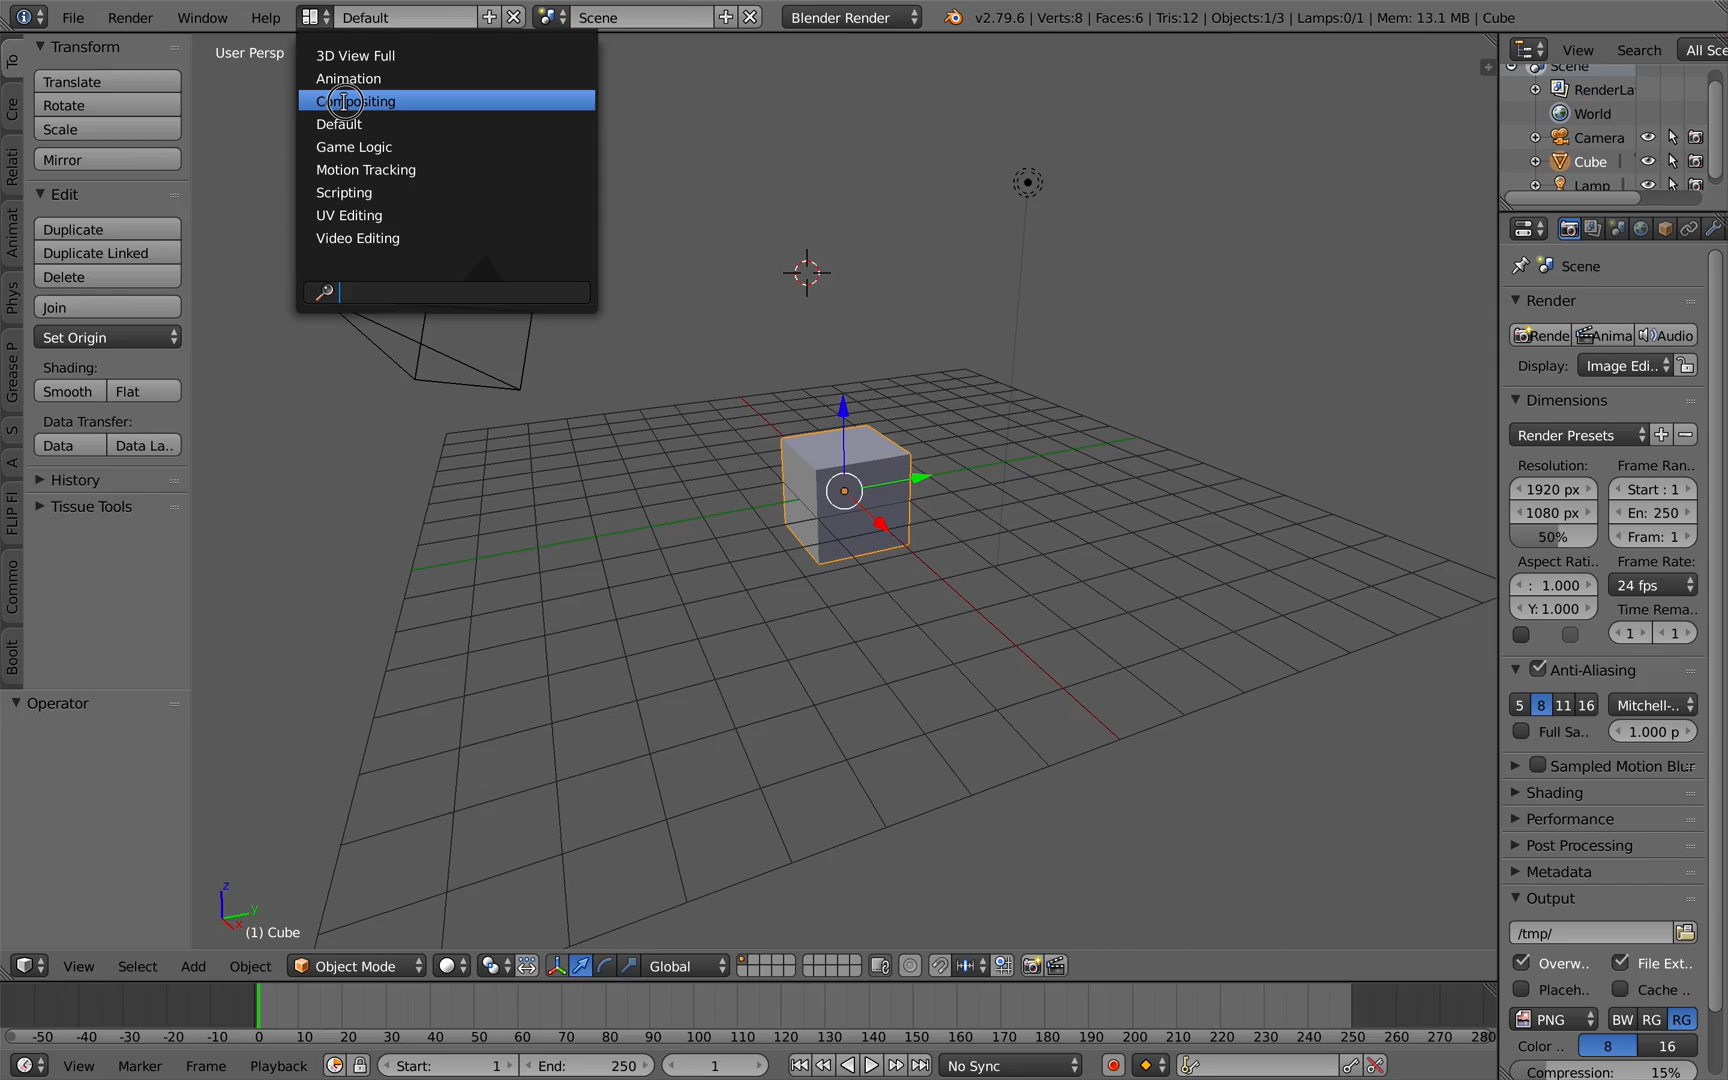 File Render Window Help Default Scene Blender Render v2.79.6 | Verts:8 | Faces:6 | Tris:12 | Objects:1/3 | Lamps:0/1 | Mem: 13.1 MB | Cube
To
Cre
Relati
Animat
Phys
Grease P
S
A
FLIP Fl
Commo
Boolt
Transform
Translate
Rotate
Scale
Mirror
Edit
Duplicate
Duplicate Linked
Delete
Join
Set Origin
Shading:
Smooth Flat
Data Transfer:
Data Data La..
History
Tissue Tools
Operator
User Persp
3D View Full
Animation
Compositing
Default
Game Logic
Motion Tracking
Scripting
UV Editing
Video Editing
z
y
x
(1) Cube
View Search All Sce
Scene
RenderLa
World
Camera
Cube
Lamp
Scene
Render
Rende Anima Audio
Display: Image Edi..
Dimensions
Render Presets
Resolution: Frame Ran..
1920 px Start : 1
1080 px En: 250
50% Fram: 1
Aspect Rati.. Frame Rate:
: 1.000 24 fps
Y: 1.000 Time Rema..
1 1
Anti-Aliasing
5 8 11 16 Mitchell-..
Full Sa.. 1.000 p
Sampled Motion Blur
Shading
Performance
Post Processing
Metadata
Output
/tmp/
Overw.. File Ext..
Placeh.. Cache ..
PNG BW RG RG
Color .. 8 16
Compression: 15%
View Select Add Object Object Mode Global
-50 -40 -30 -20 -10 0 10 20 30 40 50 60 70 80 90 100 110 120 130 140 150 160 170 180 190 200 210 220 230 240 250 260 270 280
View Marker Frame Playback Start: 1 End: 250 1 No Sync